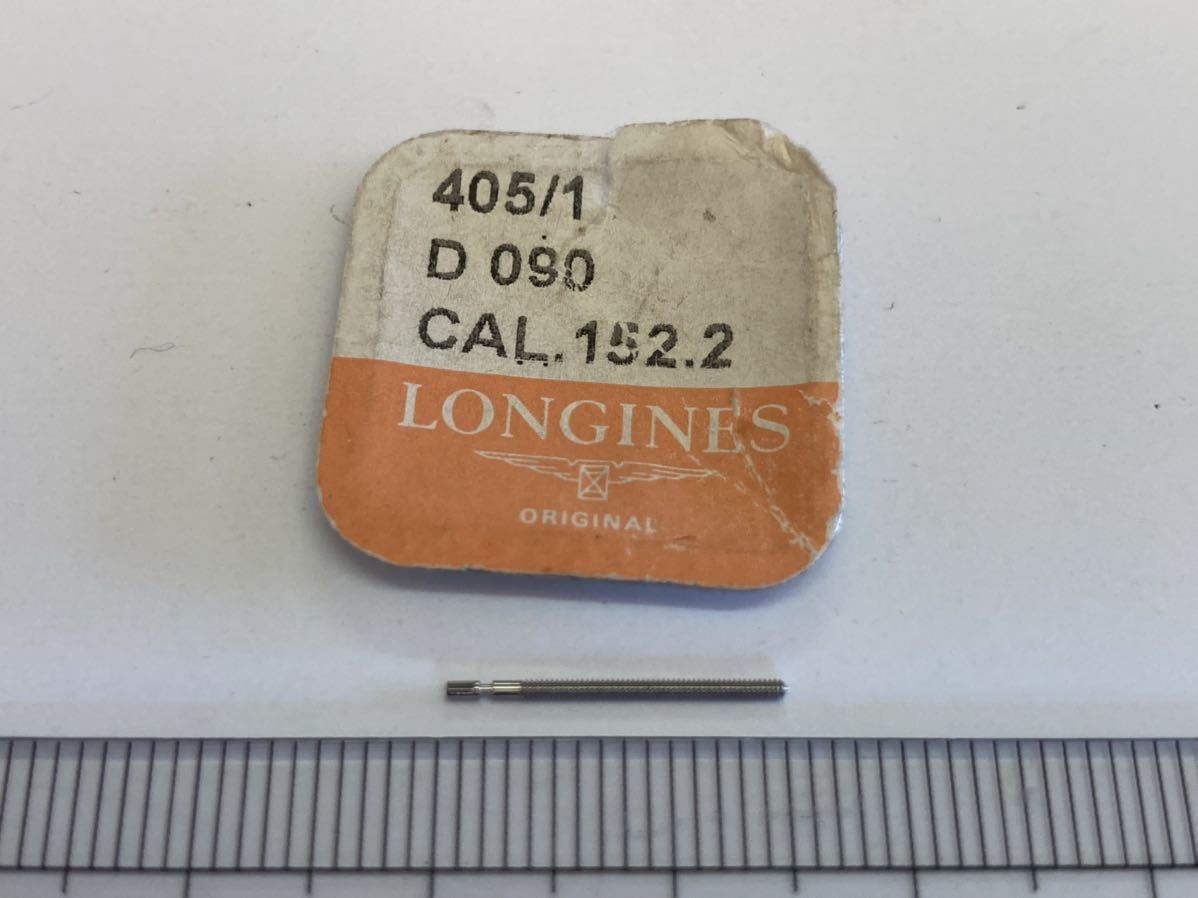 405/1
D 090
CAL.152.2
LONGINES
ORIGINAL